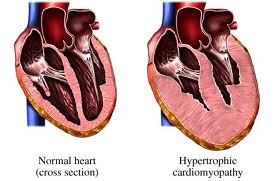 Normal heart
(cross section)
Hypertrophic
cardiomyopathy